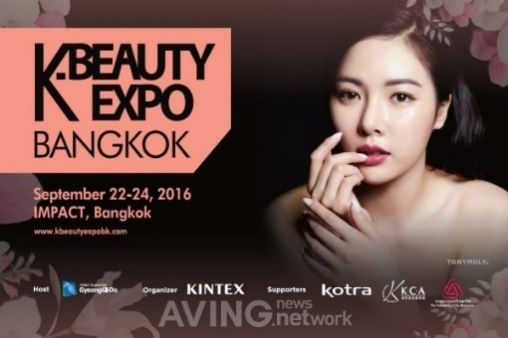 K-BEAUTY
EXPO
BANGKOK
September 22-24, 2016
IMPACT, Bangkok
www.kbeautyexpobk.com
TONYMOLY
Host GyeongGi-Do Organizer KINTEX Supporters kotra KCA
AVING news
.network